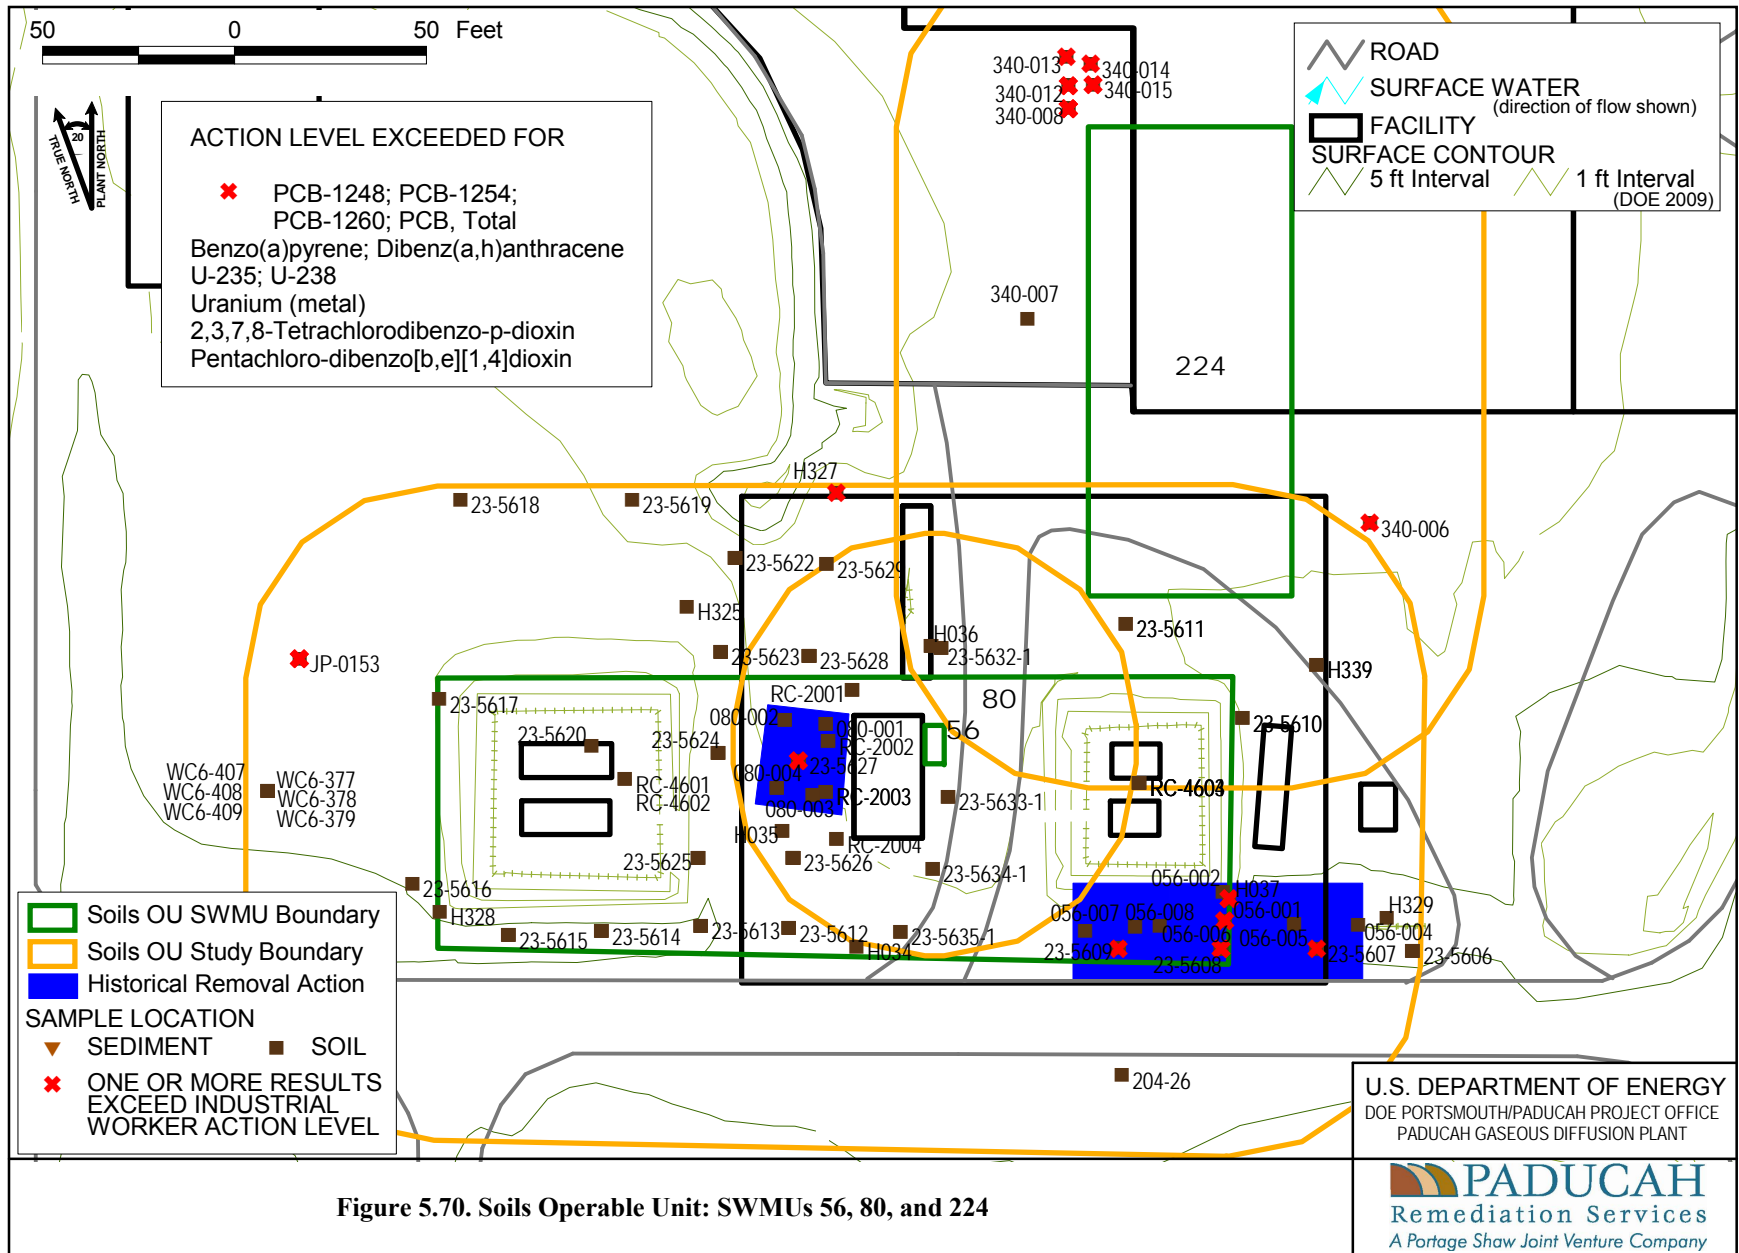 50 0 50 Feet
TRUE NORTH
20
PLANT NORTH
ACTION LEVEL EXCEEDED FOR
PCB-1248; PCB-1254;
PCB-1260; PCB, Total
Benzo(a)pyrene; Dibenz(a,h)anthracene
U-235; U-238
Uranium (metal)
2,3,7,8-Tetrachlorodibenzo-p-dioxin
Pentachloro-dibenzo[b,e][1,4]dioxin
ROAD
SURFACE WATER
(direction of flow shown)
FACILITY
SURFACE CONTOUR
5 ft Interval 1 ft Interval
(DOE 2009)
340-013
340-014
340-012
340-015
340-008
340-007
224
H327
23-5618
23-5619
340-006
23-5622
23-5629
H325
23-5611
H036
23-5623
23-5628
23-5632-1
JP-0153
H339
RC-2001
80
23-5617
080-002
080-001
56
23-5610
23-5620
23-5624
RC-2002
23-5627
WC6-407
WC6-408
WC6-409
WC6-377
WC6-378
WC6-379
RC-4601
RC-4602
080-004
RC-2003
080-003
23-5633-1
RC-4603
H035
RC-2004
23-5625
23-5626
23-5634-1
056-002
H037
23-5616
H328
056-007
056-008
056-001
H329
23-5615
23-5614
23-5613
23-5612
23-5635-1
056-006
056-005
056-004
H034
23-5609
23-5608
23-5607
23-5606
204-26
Soils OU SWMU Boundary
Soils OU Study Boundary
Historical Removal Action
SAMPLE LOCATION
SEDIMENT SOIL
ONE OR MORE RESULTS
EXCEED INDUSTRIAL
WORKER ACTION LEVEL
U.S. DEPARTMENT OF ENERGY
DOE PORTSMOUTH/PADUCAH PROJECT OFFICE
PADUCAH GASEOUS DIFFUSION PLANT
Figure 5.70. Soils Operable Unit: SWMUs 56, 80, and 224
PADUCAH
Remediation Services
A Portage Shaw Joint Venture Company